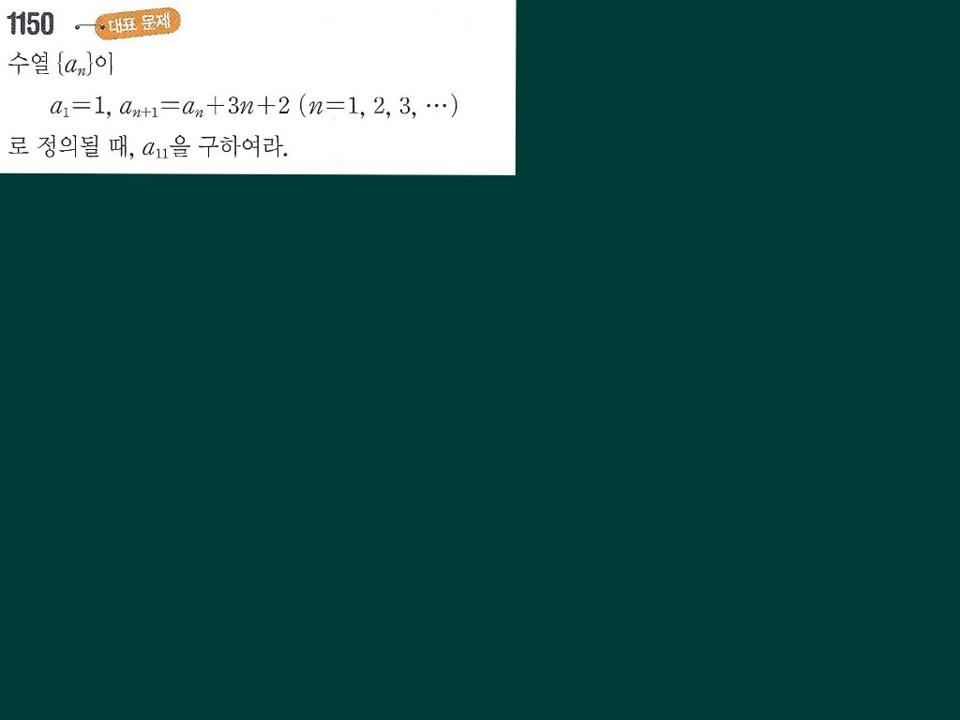 1150 대표 문제
수열 {aₙ}이
a₁=1, aₙ₊₁=aₙ+3n+2 (n=1, 2, 3, ⋯)
로 정의될 때, a₁₁을 구하여라.